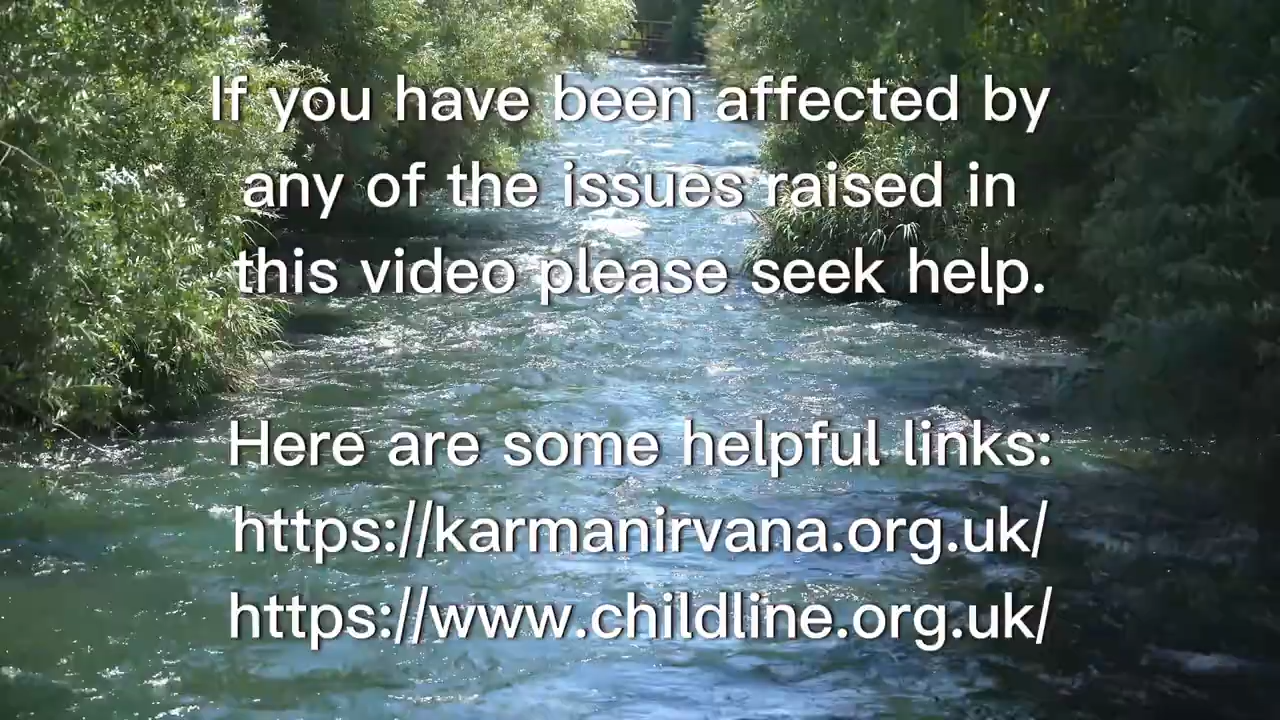 If you have been affected by
any of the issues raised in
this video please seek help.
Here are some helpful links:
https://karmanirvana.org.uk/
https://www.childline.org.uk/